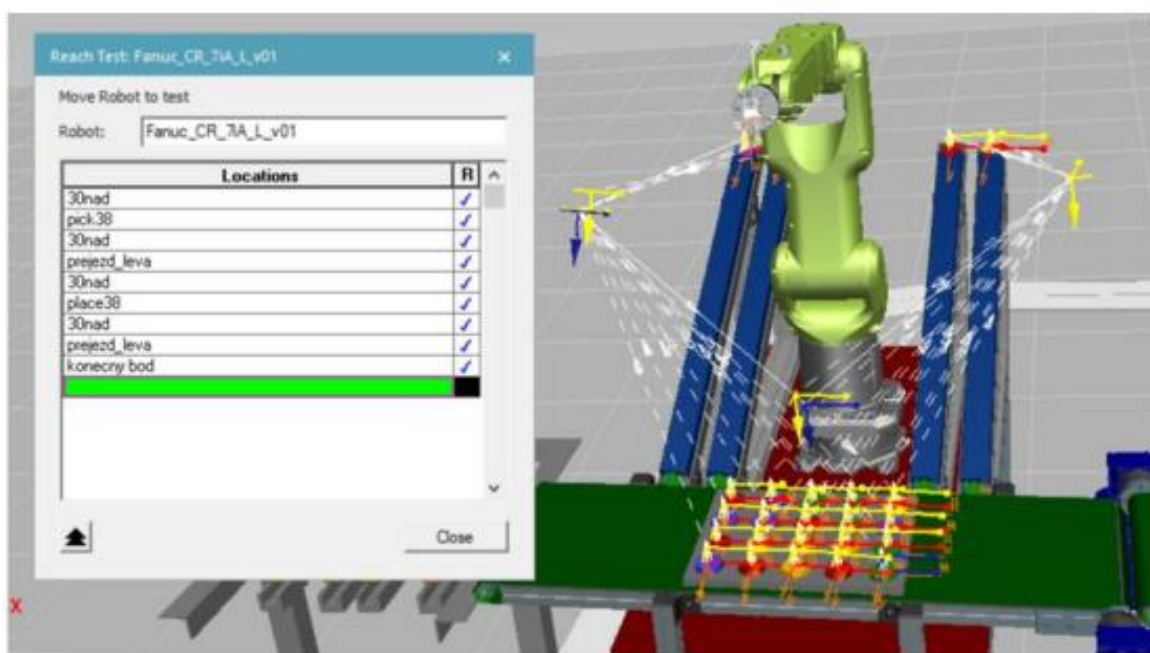 Reach Test: Fanuc_CR_7iA_L_v01
Move Robot to test
Robot: Fanuc_CR_7iA_L_v01
Locations R
30nad
pick38
30nad
prejezd_leva
30nad
place38
30nad
prejezd_leva
konecny bod
Close
X